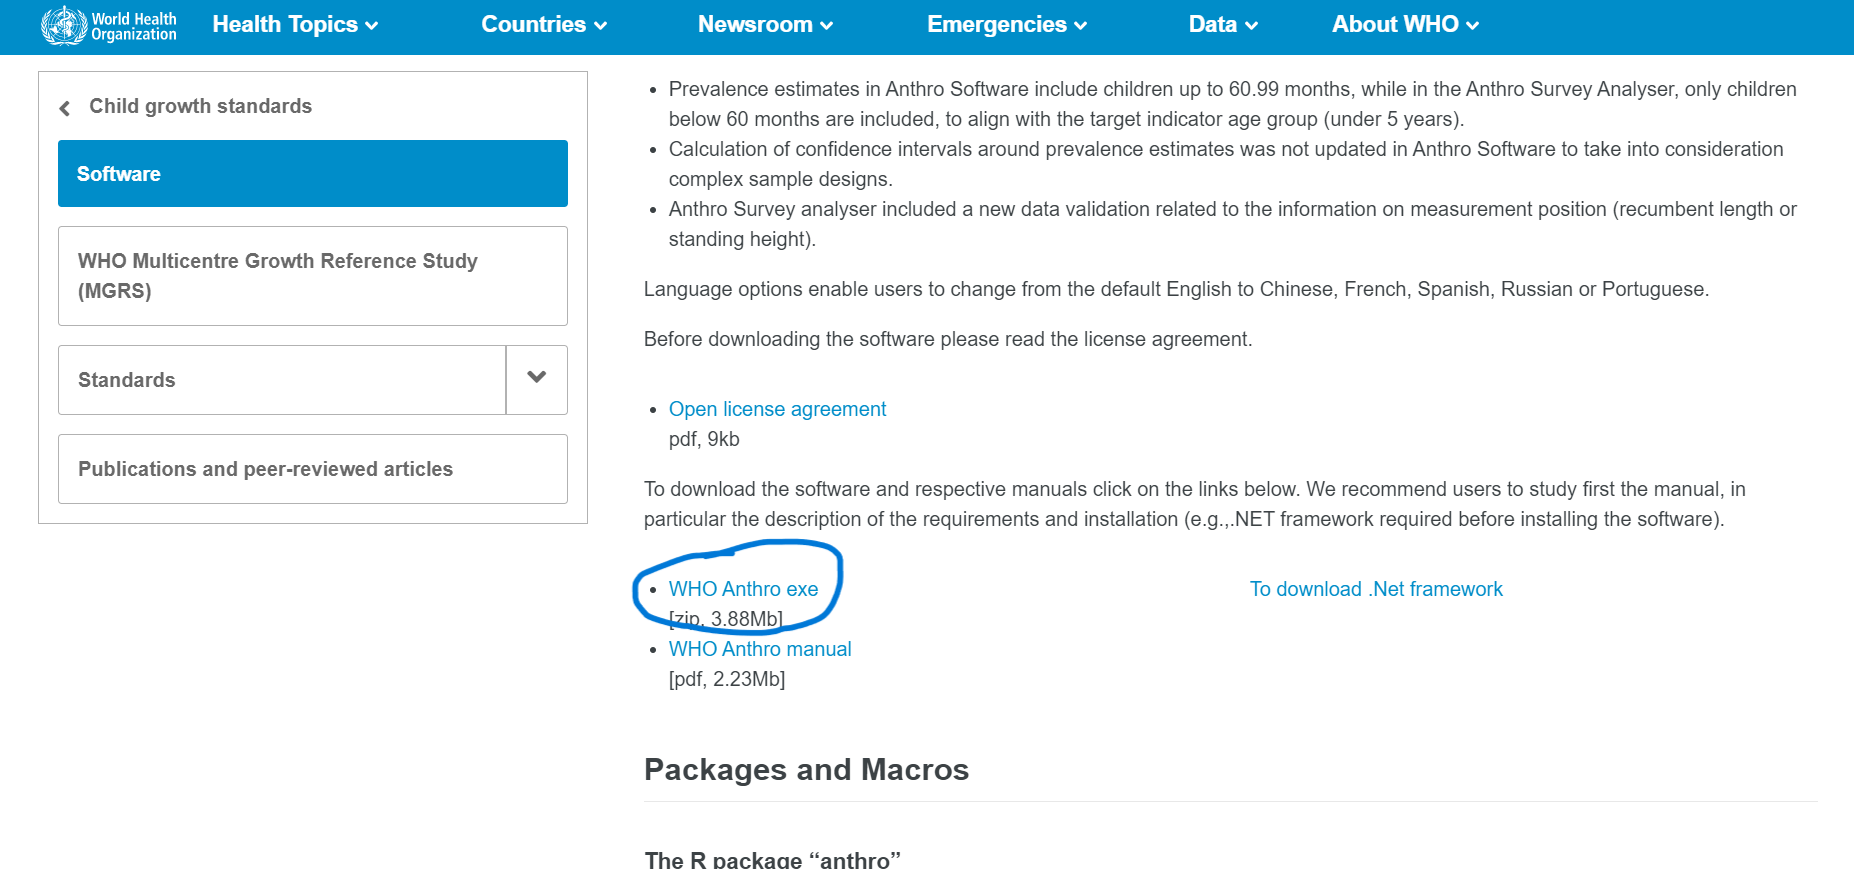 World Health
Organization
Health Topics
Countries
Newsroom
Emergencies
Data
About WHO
Child growth standards
Software
WHO Multicentre Growth Reference Study
(MGRS)
Standards
Publications and peer-reviewed articles
Prevalence estimates in Anthro Software include children up to 60.99 months, while in the Anthro Survey Analyser, only children
below 60 months are included, to align with the target indicator age group (under 5 years).
Calculation of confidence intervals around prevalence estimates was not updated in Anthro Software to take into consideration
complex sample designs.
Anthro Survey analyser included a new data validation related to the information on measurement position (recumbent length or
standing height).
Language options enable users to change from the default English to Chinese, French, Spanish, Russian or Portuguese.
Before downloading the software please read the license agreement.
Open license agreement
pdf, 9kb
To download the software and respective manuals click on the links below. We recommend users to study first the manual, in
particular the description of the requirements and installation (e.g.,.NET framework required before installing the software).
WHO Anthro exe
[zip, 3.88Mb]
WHO Anthro manual
[pdf, 2.23Mb]
To download .Net framework
Packages and Macros
The R package “anthro”